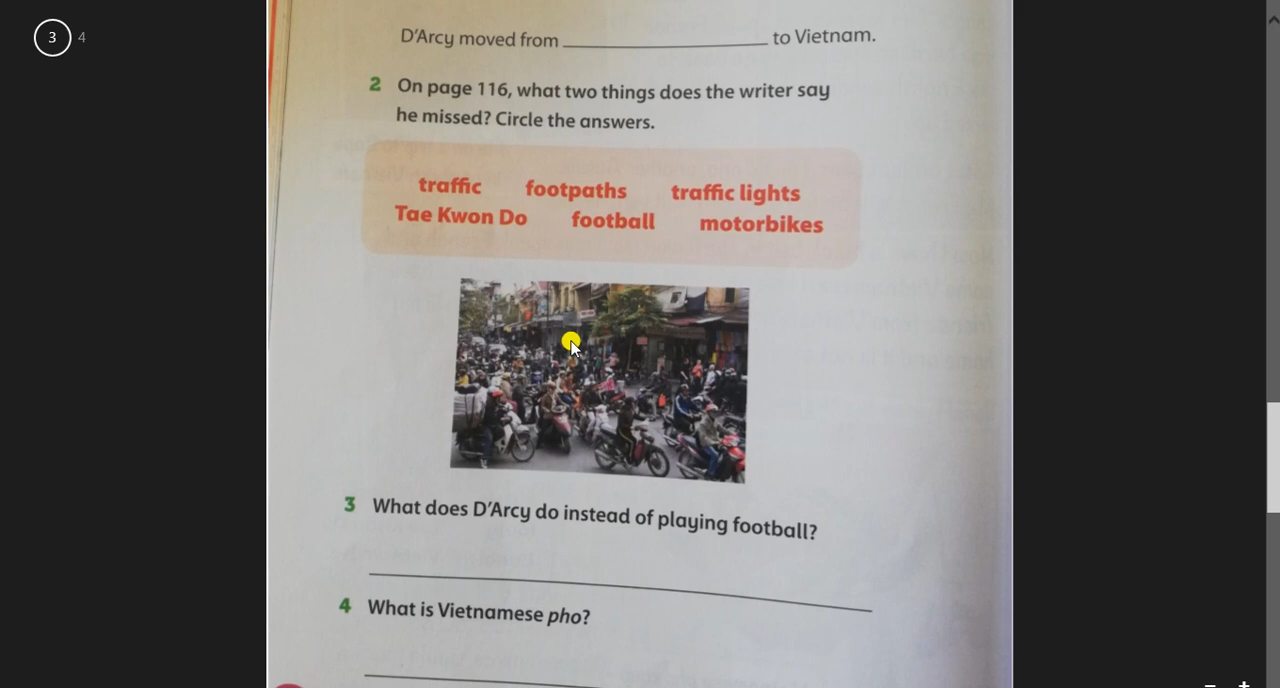 3 4
D'Arcy moved from ____________ to Vietnam.
2 On page 116, what two things does the writer say
he missed? Circle the answers.
traffic footpaths traffic lights
Tae Kwon Do football motorbikes
3 What does D'Arcy do instead of playing football?
4 What is Vietnamese pho?